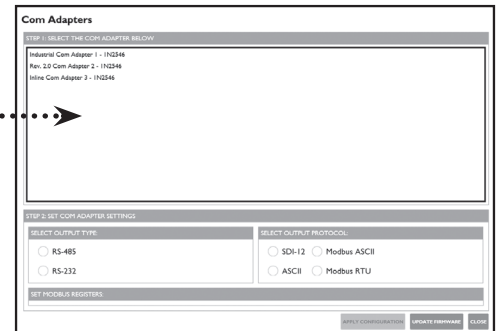 Com Adapters
STEP 1: SELECT THE COM ADAPTER BELOW
Industrial Com Adapter 1 - 1N2546
Rev. 2.0 Com Adapter 2 - 1N2546
Inline Com Adapter 3 - 1N2546
STEP 2: SET COM ADAPTER SETTINGS
SELECT OUTPUT TYPE:
RS-485
RS-232
SELECT OUTPUT PROTOCOL:
SDI-12 Modbus ASCII
ASCII Modbus RTU
SET MODBUS REGISTERS:
APPLY CONFIGURATION UPDATE FIRMWARE CLOSE